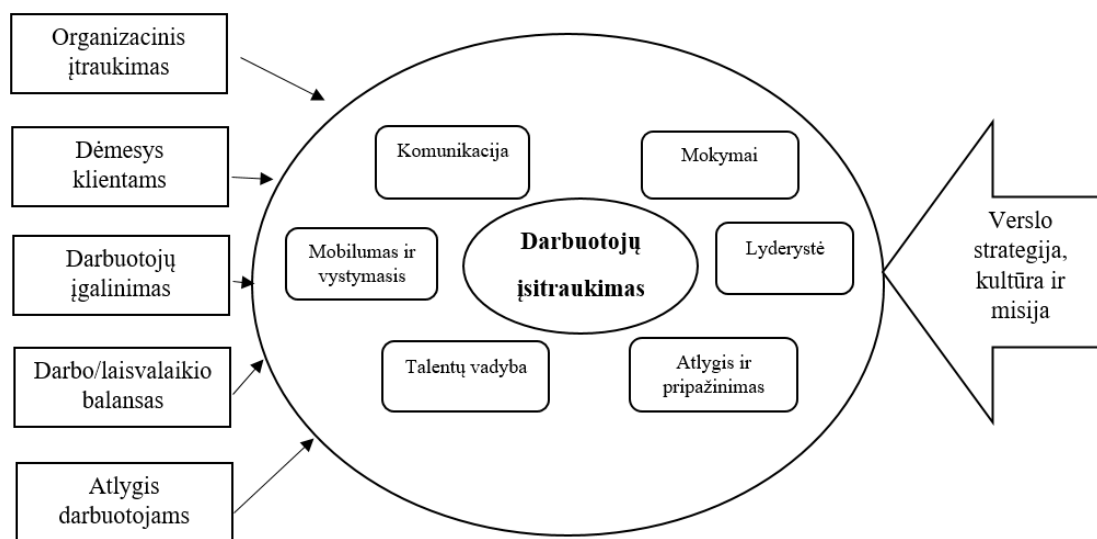 Organizacinis
įtraukimas
Dėmesys
klientams
Darbuotojų
įgalinimas
Darbo/laisvalaikio
balansas
Atlygis
darbuotojams
Komunikacija
Mokymai
Mobilumas ir
vystymasis
Darbuotojų
įsitraukimas
Lyderystė
Talentų vadyba
Atlygis ir
pripažinimas
Verslo
strategija,
kultūra ir
misija